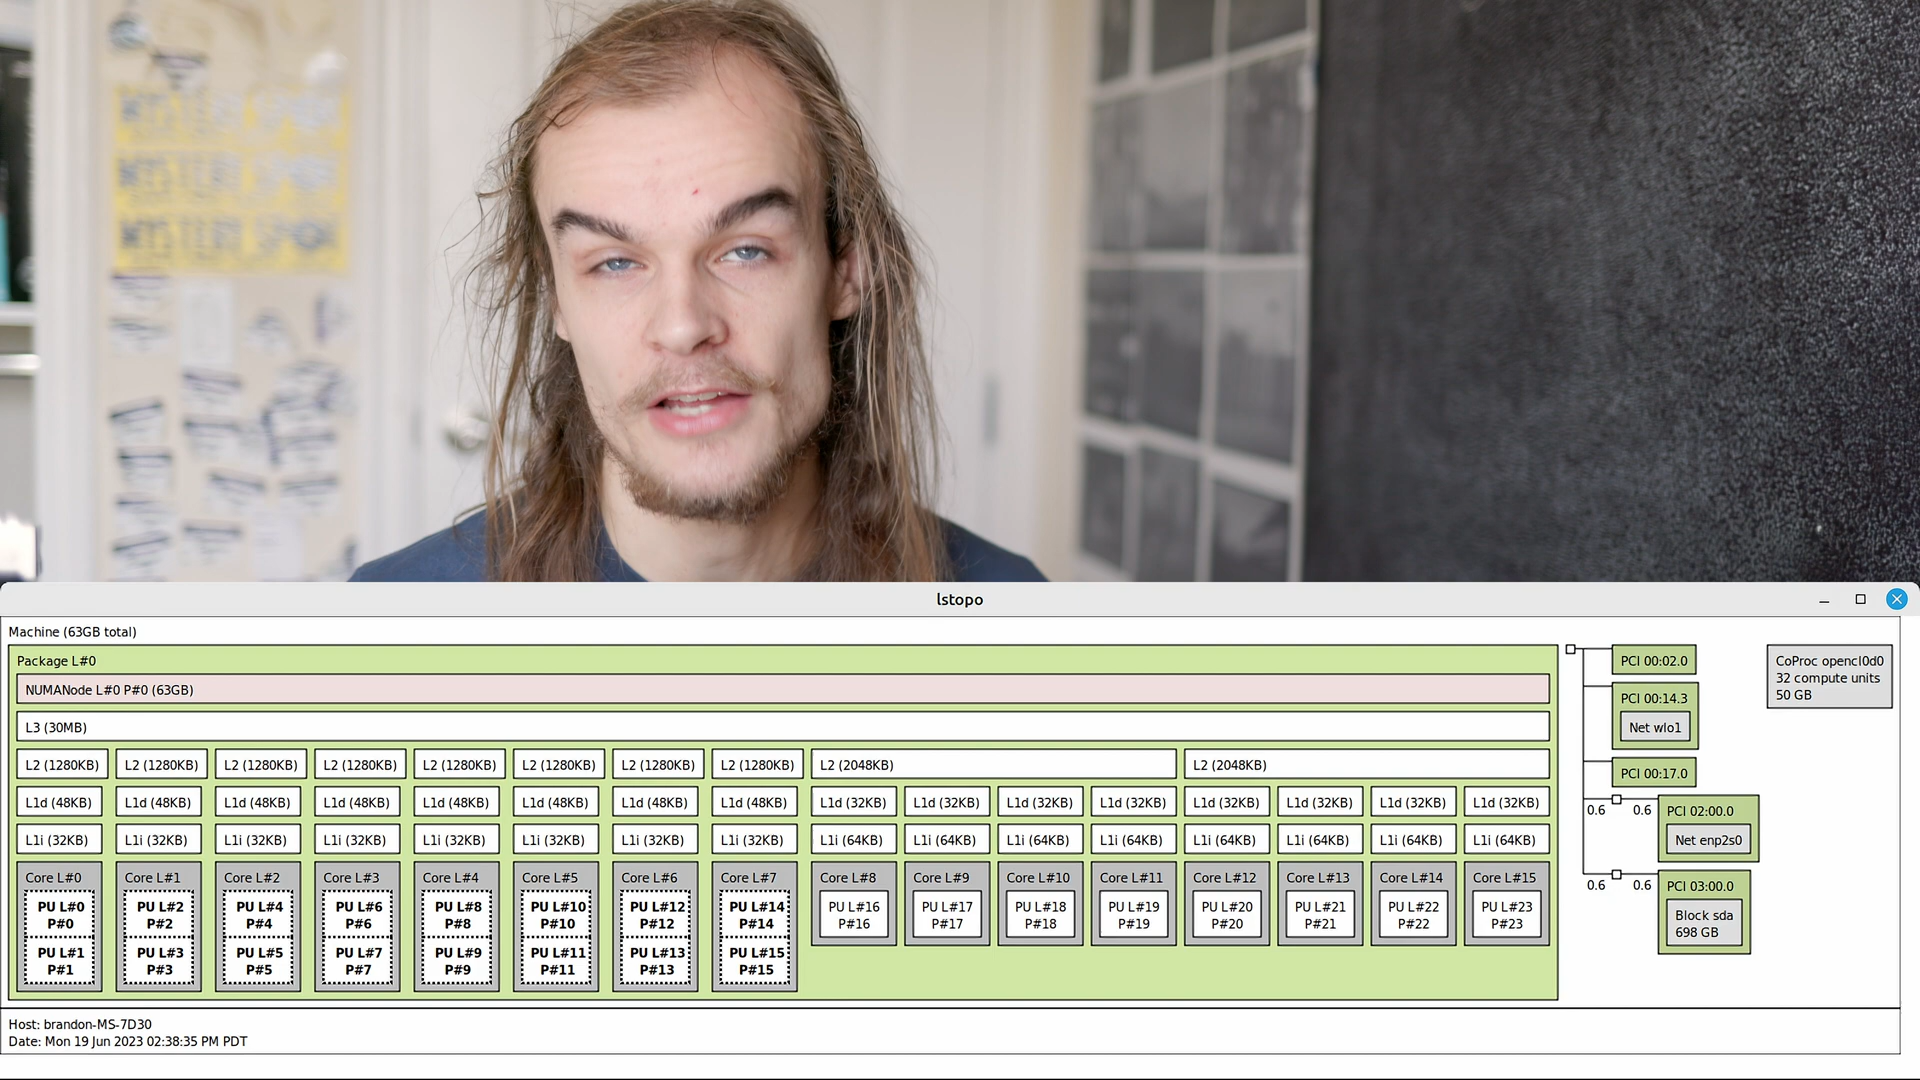 MYSTERY SPOT
MYSTERY SPOT
MYSTERY SPOT
lstopo
Machine (63GB total)
Package L#0
NUMANode L#0 P#0 (63GB)
L3 (30MB)
L2 (1280KB) L2 (1280KB) L2 (1280KB) L2 (1280KB) L2 (1280KB) L2 (1280KB) L2 (1280KB) L2 (1280KB) L2 (2048KB) L2 (2048KB)
L1d (48KB) L1d (48KB) L1d (48KB) L1d (48KB) L1d (48KB) L1d (48KB) L1d (48KB) L1d (48KB) L1d (32KB) L1d (32KB) L1d (32KB) L1d (32KB) L1d (32KB) L1d (32KB) L1d (32KB) L1d (32KB)
L1i (32KB) L1i (32KB) L1i (32KB) L1i (32KB) L1i (32KB) L1i (32KB) L1i (32KB) L1i (32KB) L1i (64KB) L1i (64KB) L1i (64KB) L1i (64KB) L1i (64KB) L1i (64KB) L1i (64KB) L1i (64KB)
Core L#0 Core L#1 Core L#2 Core L#3 Core L#4 Core L#5 Core L#6 Core L#7 Core L#8 Core L#9 Core L#10 Core L#11 Core L#12 Core L#13 Core L#14 Core L#15
PU L#0 PU L#2 PU L#4 PU L#6 PU L#8 PU L#10 PU L#12 PU L#14 PU L#16 PU L#17 PU L#18 PU L#19 PU L#20 PU L#21 PU L#22 PU L#23
P#0 P#2 P#4 P#6 P#8 P#10 P#12 P#14 P#16 P#17 P#18 P#19 P#20 P#21 P#22 P#23
PU L#1 PU L#3 PU L#5 PU L#7 PU L#9 PU L#11 PU L#13 PU L#15
P#1 P#3 P#5 P#7 P#9 P#11 P#13 P#15
PCI 00:02.0
PCI 00:14.3
Net wlo1
PCI 00:17.0
0.6 0.6 PCI 02:00.0
Net enp2s0
0.6 0.6 PCI 03:00.0
Block sda
698 GB
CoProc opencl0d0
32 compute units
50 GB
Host: brandon-MS-7D30
Date: Mon 19 Jun 2023 02:38:35 PM PDT